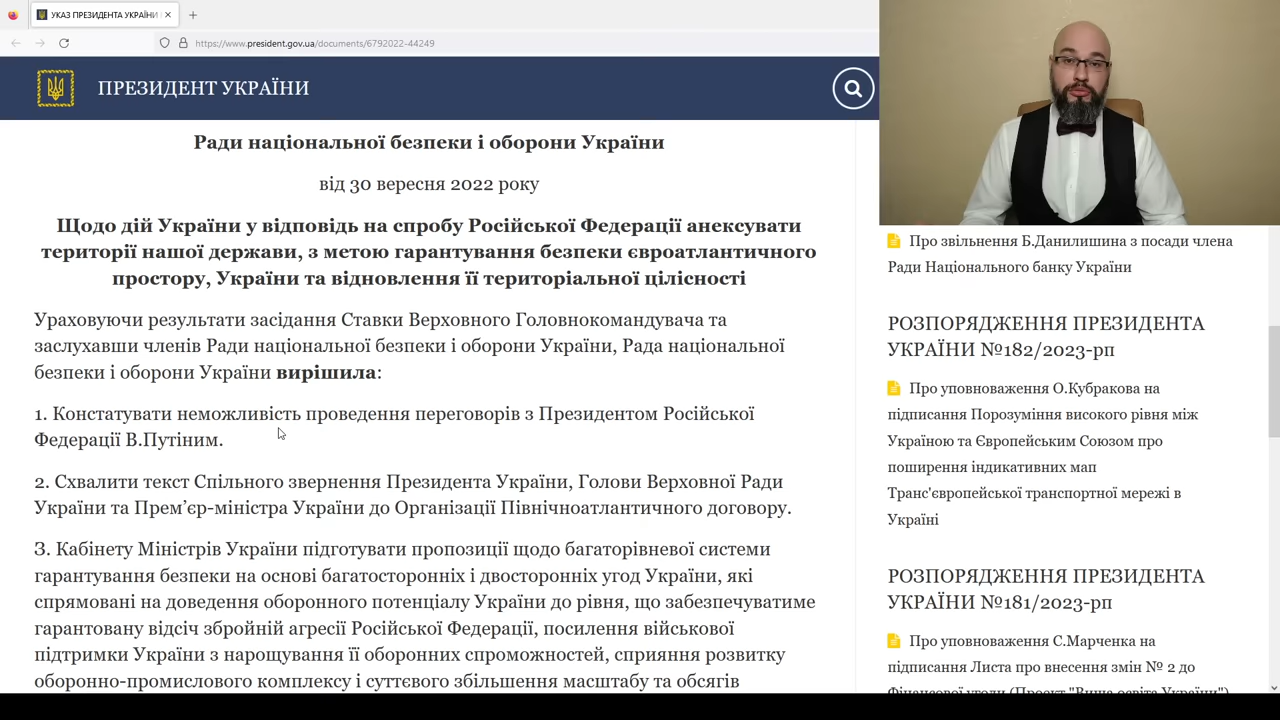 УКАЗ ПРЕЗИДЕНТА УКРАЇНИ
https://www.president.gov.ua/documents/6792022-44249
ПРЕЗИДЕНТ УКРАЇНИ
Ради національної безпеки і оборони України
від 30 вересня 2022 року
Щодо дій України у відповідь на спробу Російської Федерації анексувати
території нашої держави, з метою гарантування безпеки євроатлантичного
простору, України та відновлення її територіальної цілісності
Ураховуючи результати засідання Ставки Верховного Головнокомандувача та
заслухавши членів Ради національної безпеки і оборони України, Рада національної
безпеки і оборони України вирішила:
1. Констатувати неможливість проведення переговорів з Президентом Російської
Федерації В.Путіним.
2. Схвалити текст Спільного звернення Президента України, Голови Верховної Ради
України та Прем’єр-міністра України до Організації Північноатлантичного договору.
3. Кабінету Міністрів України підготувати пропозиції щодо багаторівневої системи
гарантування безпеки на основі багатосторонніх і двосторонніх угод України, які
спрямовані на доведення оборонного потенціалу України до рівня, що забезпечуватиме
гарантовану відсіч збройній агресії Російської Федерації, посилення військової
підтримки України з нарощування її оборонних спроможностей, сприяння розвитку
оборонно-промислового комплексу і суттєвого збільшення масштабу та обсягів
Про звільнення Б.Данилишина з посади члена
Ради Національного банку України
РОЗПОРЯДЖЕННЯ ПРЕЗИДЕНТА
УКРАЇНИ №182/2023-рп
Про уповноваження О.Кубракова на
підписання Порозуміння високого рівня між
Україною та Європейським Союзом про
поширення індикативних мап
Транс'європейської транспортної мережі в
Україні
РОЗПОРЯДЖЕННЯ ПРЕЗИДЕНТА
УКРАЇНИ №181/2023-рп
Про уповноваження С.Марченка на
підписання Листа про внесення змін № 2 до
Фінансової угоди (Проект "Вища освіта України")